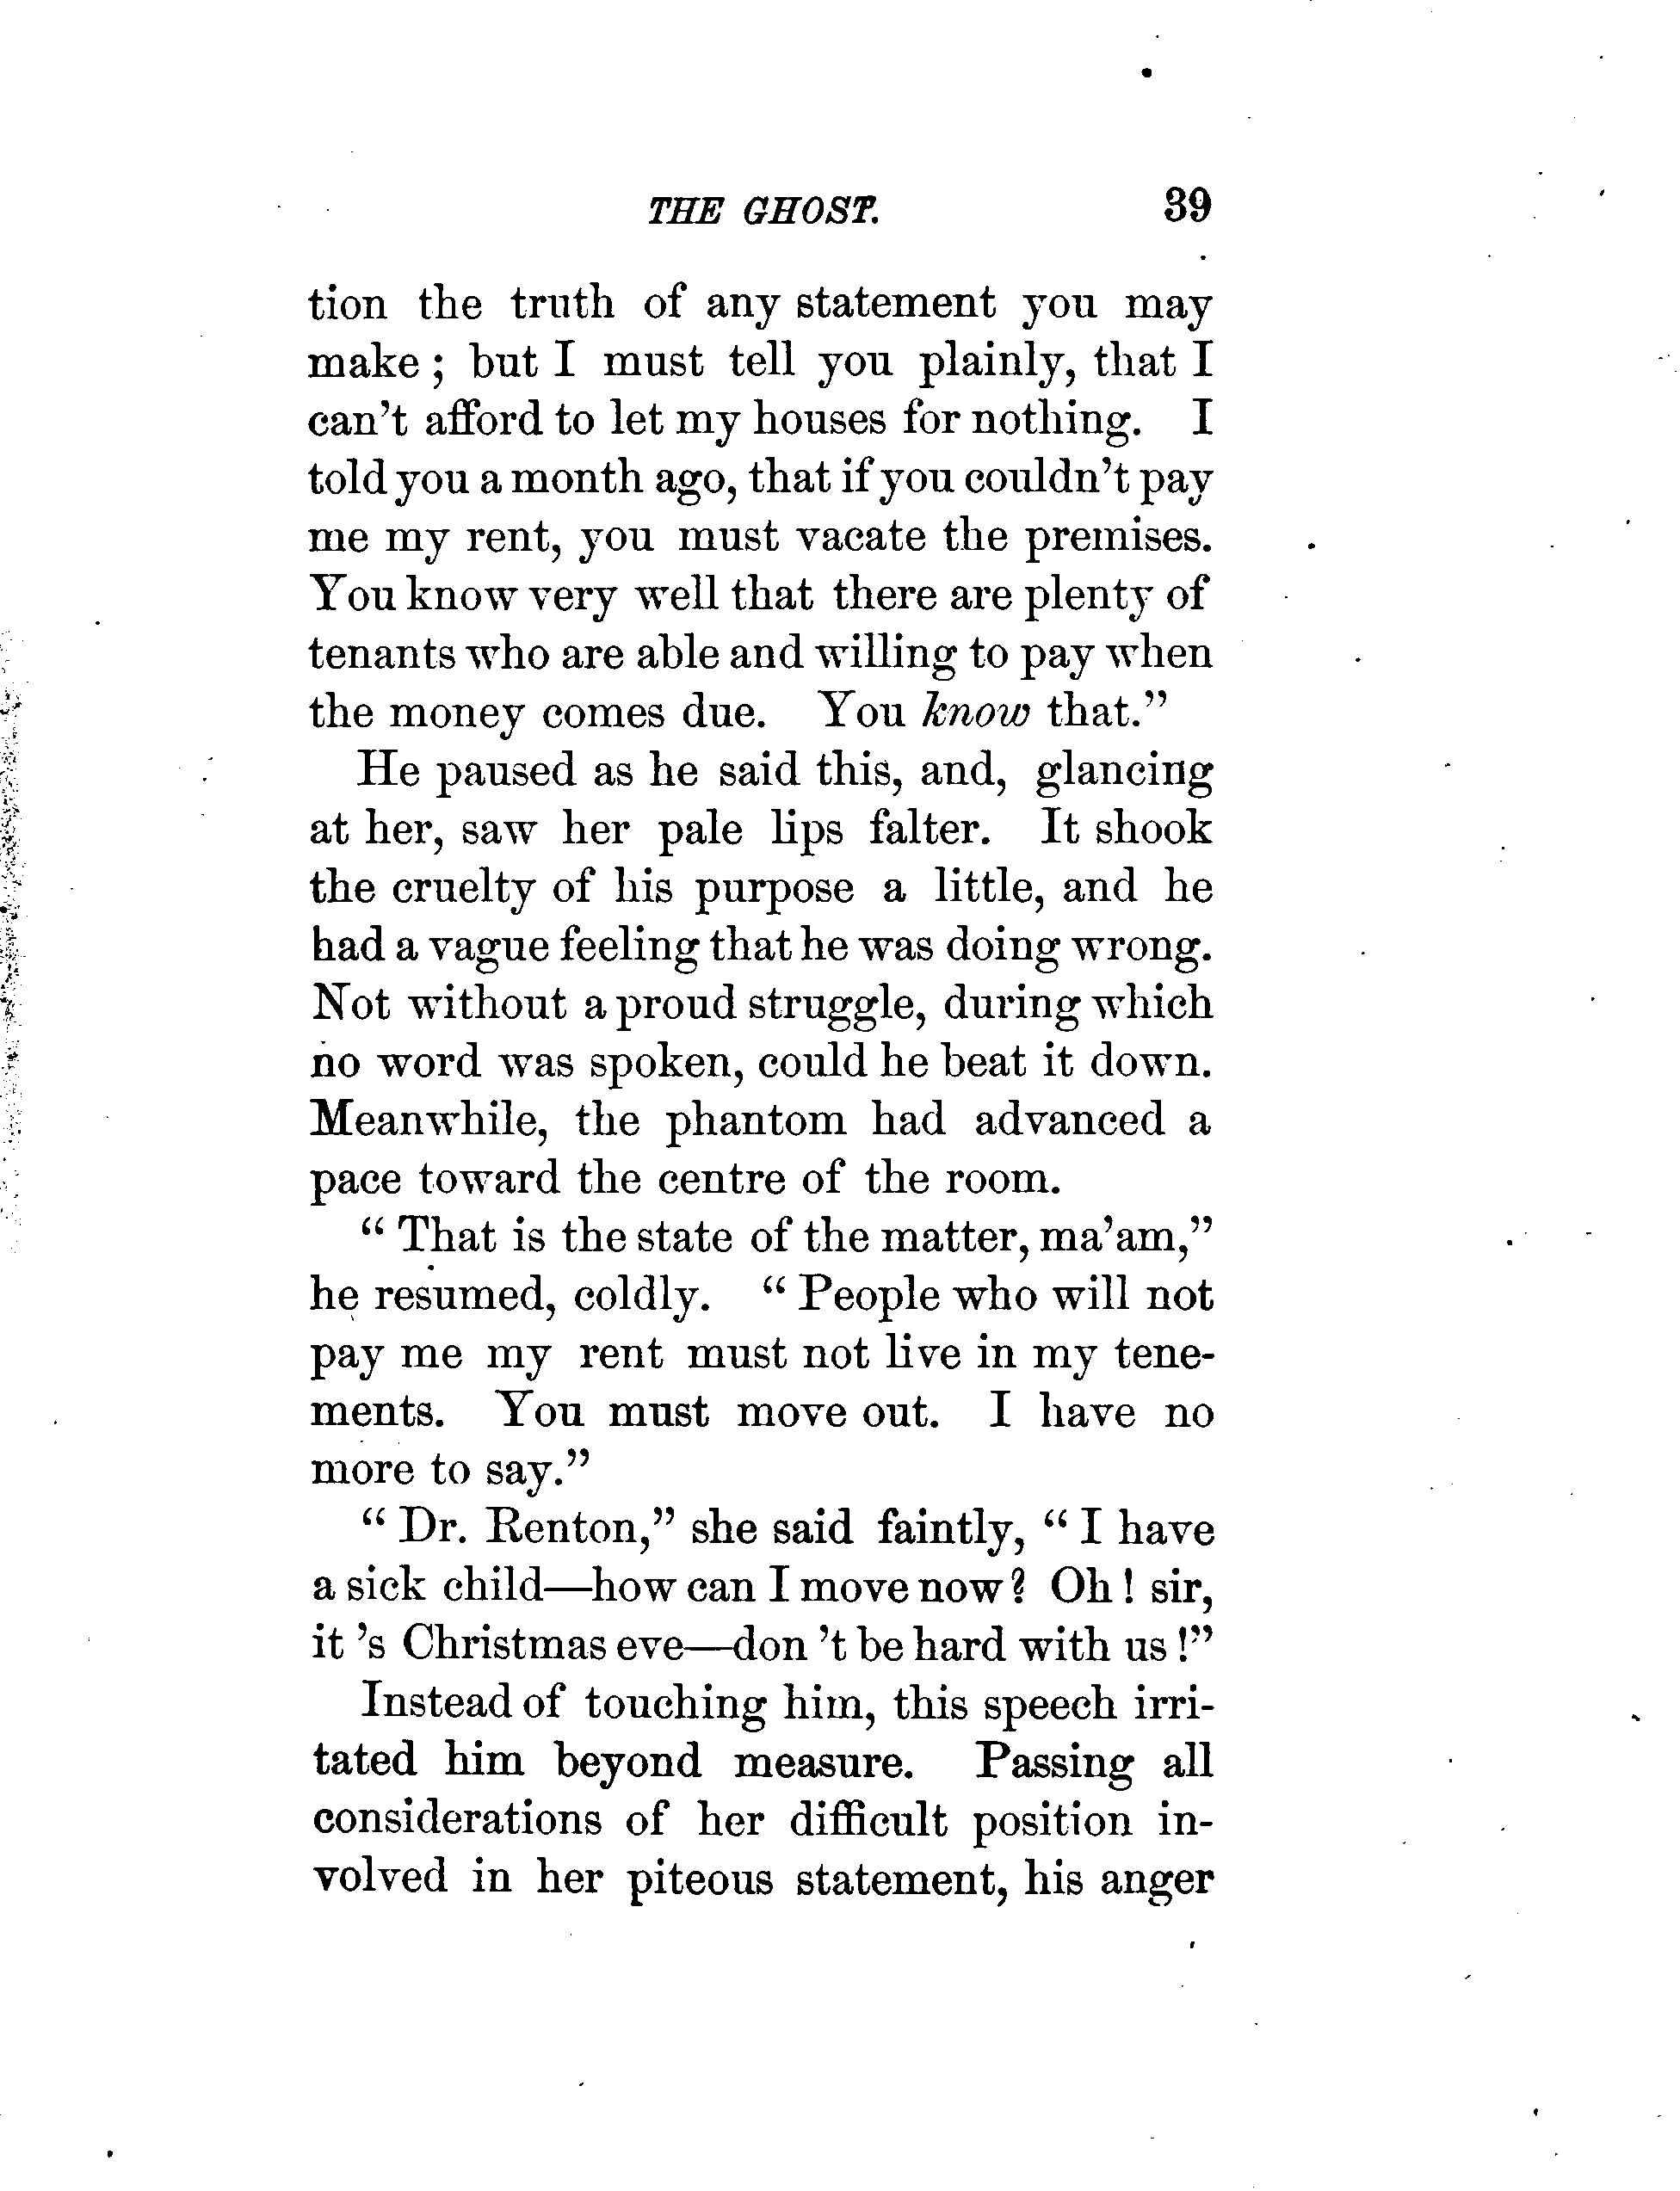 THE GHOST. 39
tion the truth of any statement you may
make; but I must tell you plainly, that I
can't afford to let my houses for nothing. I
told you a month ago, that if you couldn't pay
me my rent, you must vacate the premises.
You know very well that there are plenty of
tenants who are able and willing to pay when
the money comes due. You know that."
He paused as he said this, and, glancing
at her, saw her pale lips falter. It shook
the cruelty of his purpose a little, and he
had a vague feeling that he was doing wrong.
Not without a proud struggle, during which
no word was spoken, could he beat it down.
Meanwhile, the phantom had advanced a
pace toward the centre of the room.
"That is the state of the matter, ma'am,"
he resumed, coldly. "People who will not
pay me my rent must not live in my tene-
ments. You must move out. I have no
more to say."
"Dr. Renton," she said faintly, "I have
a sick child—how can I move now? Oh! sir,
it 's Christmas eve—don 't be hard with us!"
Instead of touching him, this speech irri-
tated him beyond measure. Passing all
considerations of her difficult position in-
volved in her piteous statement, his anger